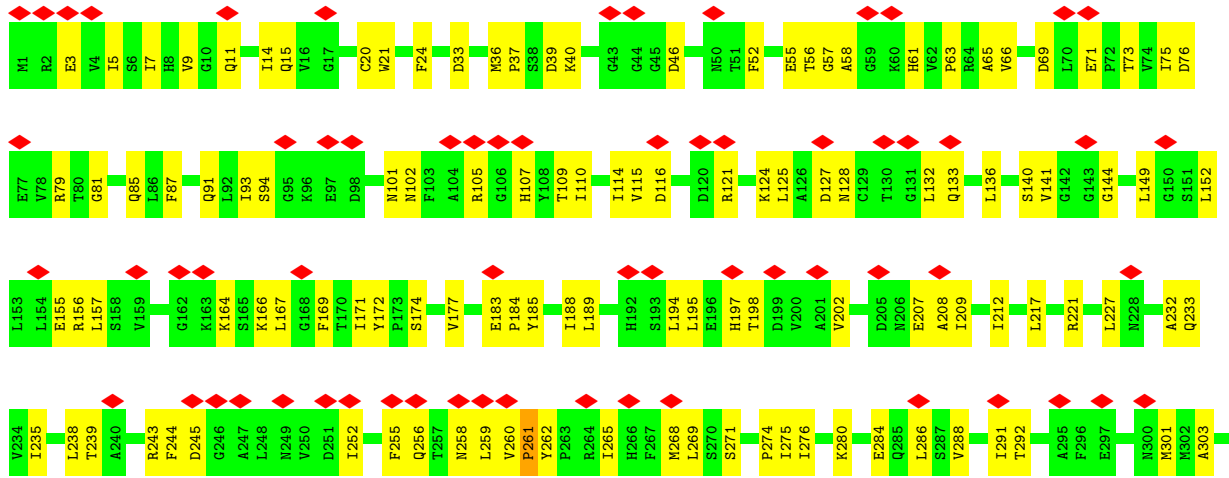 M1 R2 E3 V4 I5 S6 I7 H8 V9 G10 Q11 I14 Q15 V16 G17 C20 W21 F24 D33 M36 P37 S38 D39 K40 G43 G44 G45 D46 N50 T51 F52 E55 T56 G57 A58 G59 K60 H61 V62 P63 R64 A65 V66 D69 L70 E71 P72 T73 V74 I75 D76
E77 V78 R79 T80 G81 Q85 L86 F87 Q91 L92 I93 S94 G95 K96 E97 D98 N101 N102 F103 A104 R105 G106 H107 Y108 T109 I110 I114 V115 D116 D120 R121 K124 L125 A126 D127 N128 C129 T130 G131 L132 Q133 L136 S140 V141 G142 G143 G144 L149 G150 S151 L152
L153 L154 E155 R156 L157 S158 V159 G162 K163 K164 S165 K166 L167 G168 F169 T170 I171 Y172 P173 S174 V177 E183 P184 Y185 I188 L189 H192 S193 L194 L195 E196 H197 T198 D199 V200 A201 V202 D205 N206 E207 A208 I209 I212 L217 R221 L227 N228 A232 Q233
V234 I235 L238 T239 A240 R243 F244 D245 G246 A247 L248 N249 V250 D251 I252 F255 Q256 T257 N258 L259 V260 P261 Y262 P263 R264 I265 H266 F267 M268 L269 S270 S271 P274 I275 I276 K280 E284 Q285 L286 S287 V288 I291 T292 A295 F296 E297 N300 M301 M302 A303